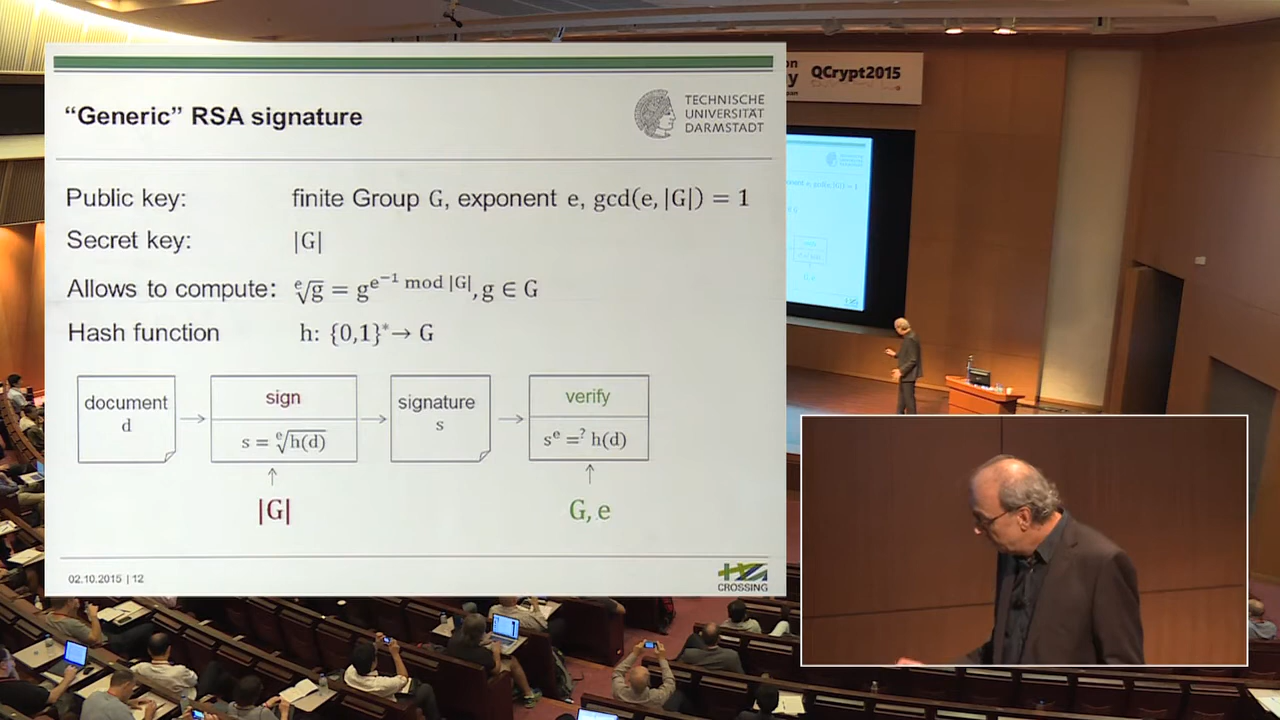 QCrypt2015
"Generic" RSA signature
TECHNISCHE
UNIVERSITÄT
DARMSTADT
Public key: finite Group G, exponent e, gcd(e, |G|) = 1
Secret key: |G|
Allows to compute: ᵉ√g = g^{e^{-1} mod |G|}, g ∈ G
Hash function h: {0,1}* → G
document
d
sign
s = ᵉ√h(d)
signature
s
verify
sᵉ =? h(d)
|G|
G, e
02.10.2015 | 12
CROSSING